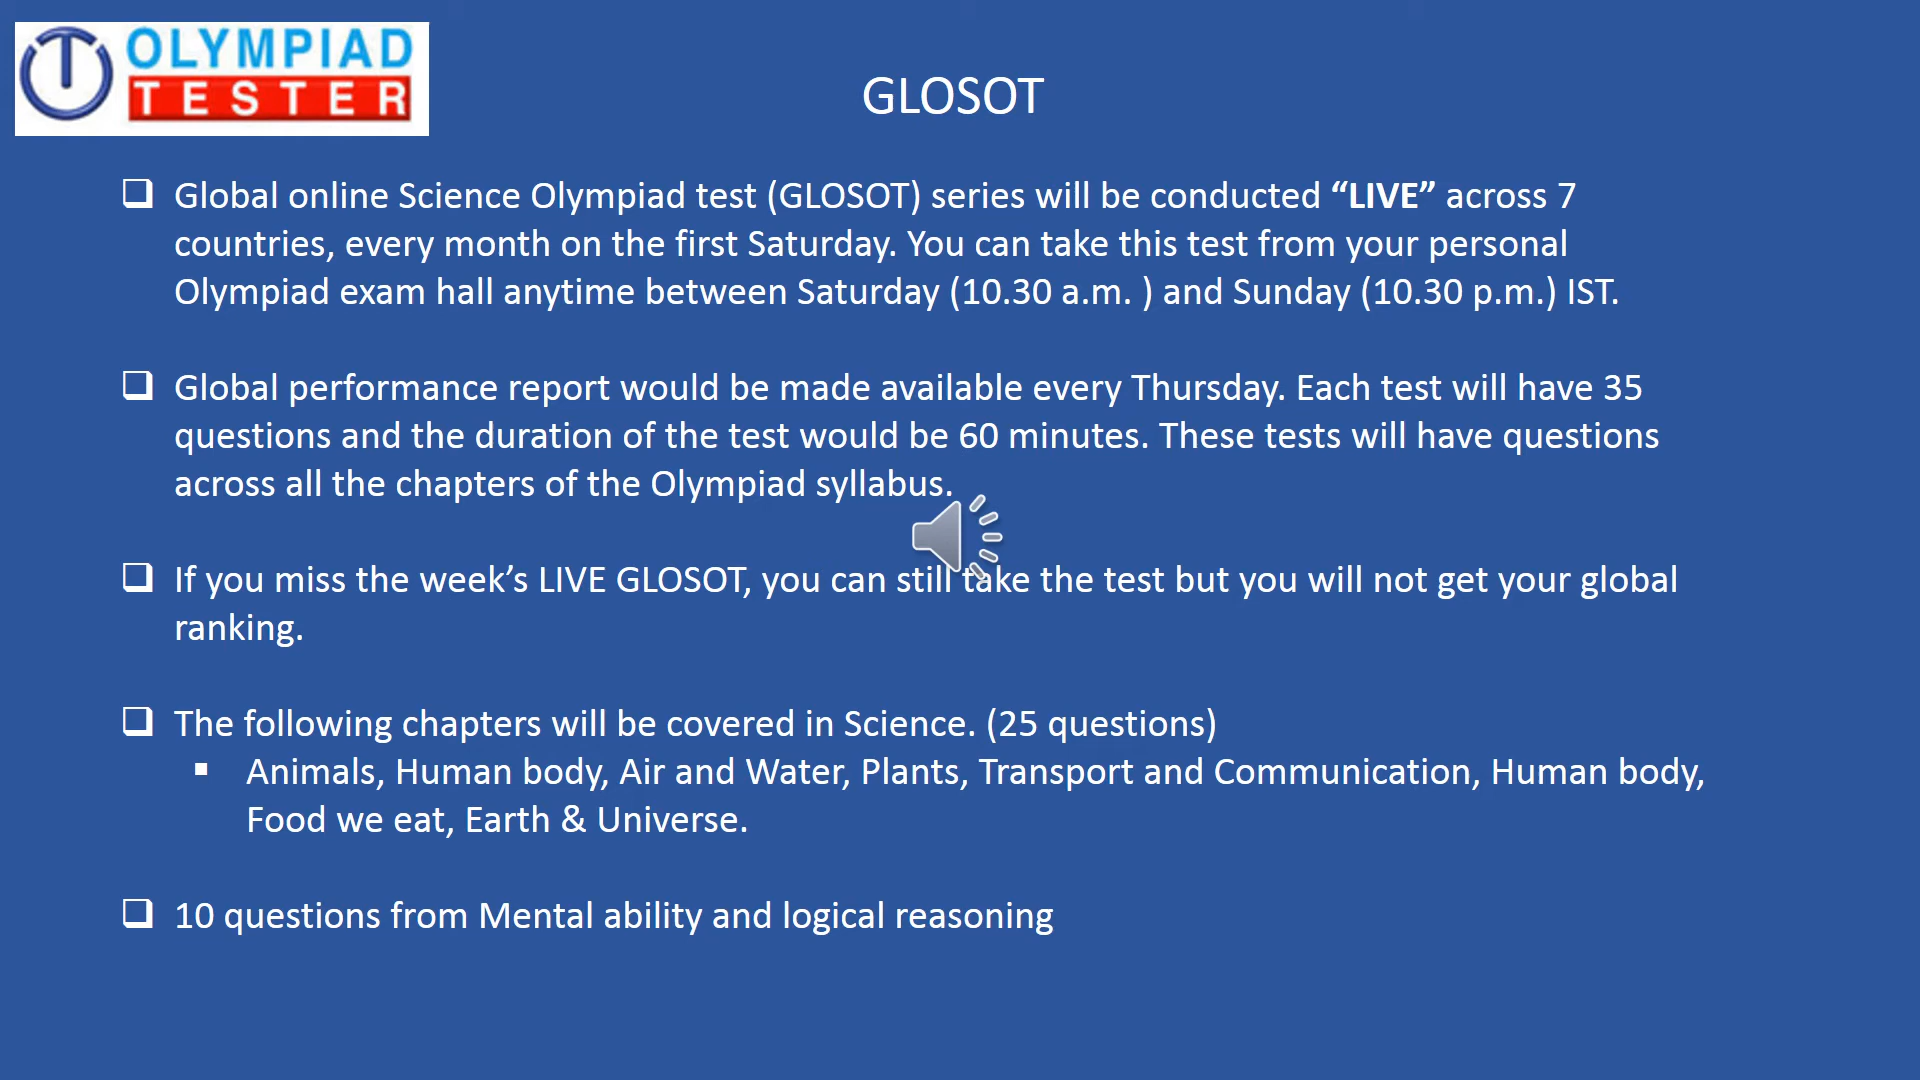 OLYMPIAD
TESTER
GLOSOT
Global online Science Olympiad test (GLOSOT) series will be conducted “LIVE” across 7
countries, every month on the first Saturday. You can take this test from your personal
Olympiad exam hall anytime between Saturday (10.30 a.m. ) and Sunday (10.30 p.m.) IST.
Global performance report would be made available every Thursday. Each test will have 35
questions and the duration of the test would be 60 minutes. These tests will have questions
across all the chapters of the Olympiad syllabus.
If you miss the week’s LIVE GLOSOT, you can still take the test but you will not get your global
ranking.
The following chapters will be covered in Science. (25 questions)
Animals, Human body, Air and Water, Plants, Transport and Communication, Human body,
Food we eat, Earth & Universe.
10 questions from Mental ability and logical reasoning